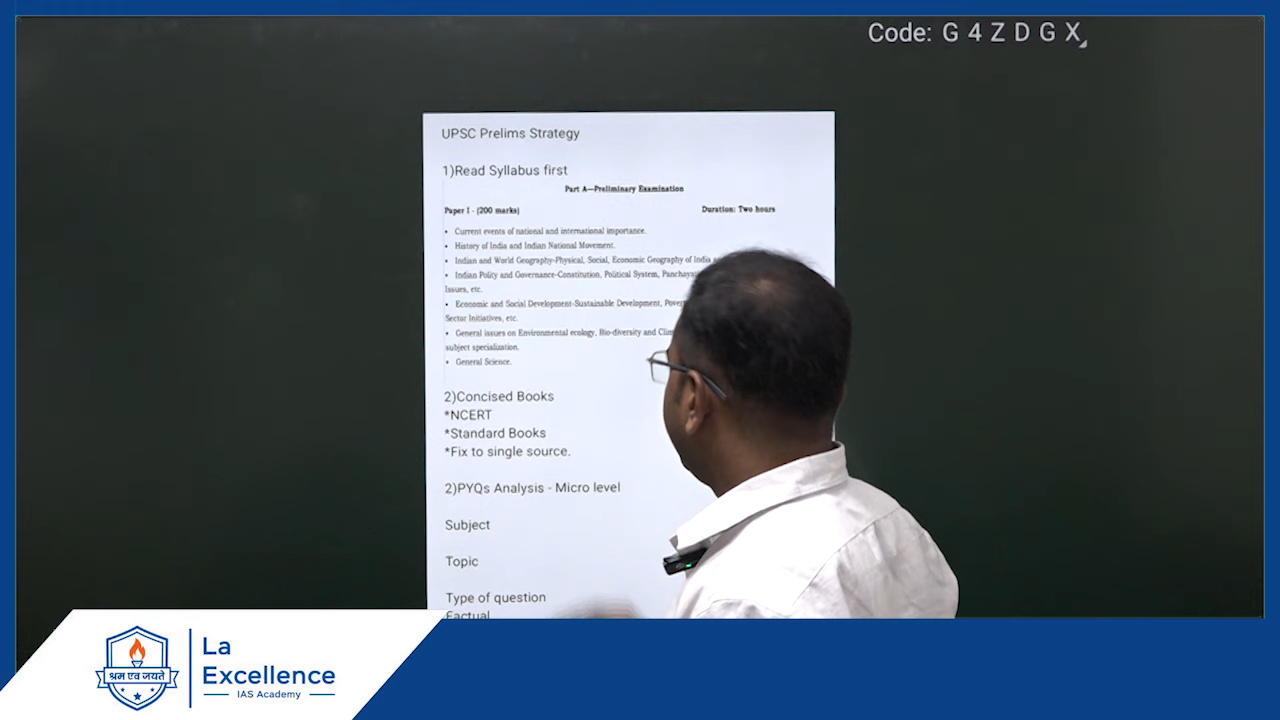 Code: G 4 Z D G X
UPSC Prelims Strategy
1)Read Syllabus first
Part A—Preliminary Examination
Paper I - (200 marks) Duration: Two hours
• Current events of national and international importance.
• History of India and Indian National Movement.
• Indian and World Geography-Physical, Social, Economic Geography of India
• Indian Polity and Governance-Constitution, Political System,
Issues, etc.
• Economic and Social Development-Sustainable Development,
Sector Initiatives, etc.
• General issues on Environmental ecology, Bio-diversity and
subject specialization.
• General Science.
2)Concised Books
*NCERT
*Standard Books
*Fix to single source.
2)PYQs Analysis - Micro level
Subject
Topic
Type of question
Factual
श्रम एव जयते
La
Excellence
IAS Academy